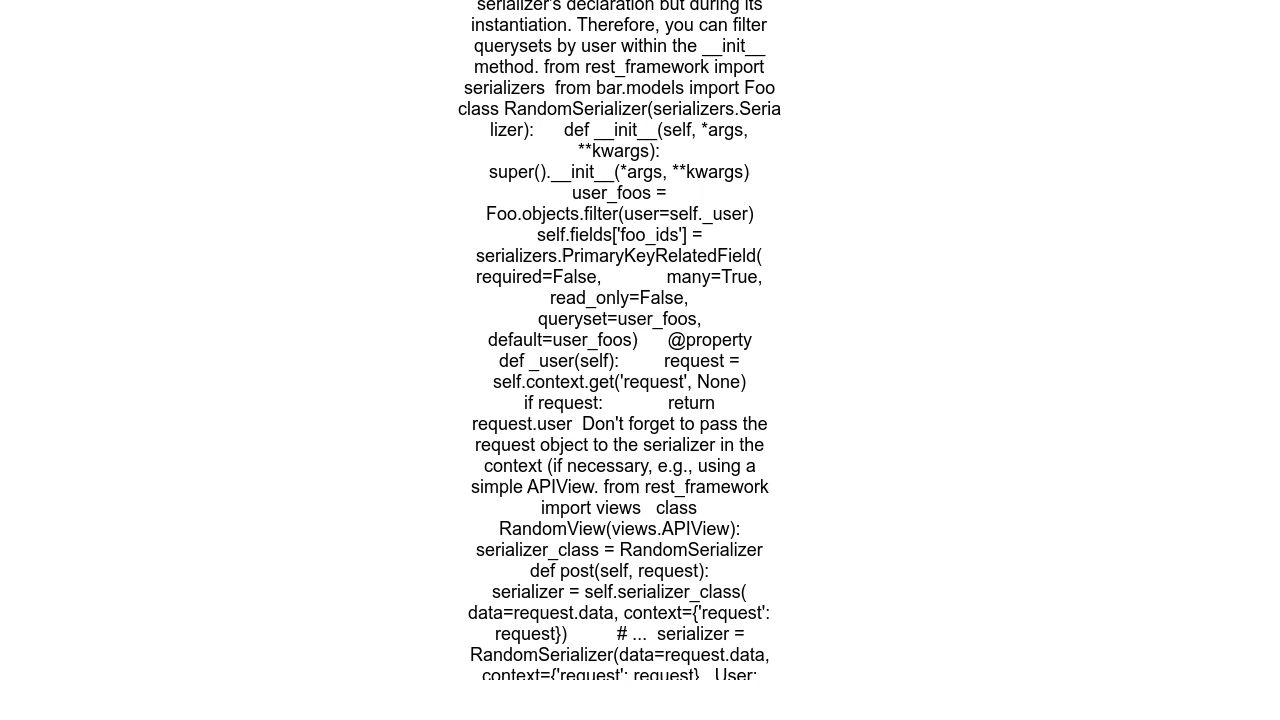 serializer's declaration but during its
instantiation. Therefore, you can filter
querysets by user within the __init__
method. from rest_framework import
serializers  from bar.models import Foo
class RandomSerializer(serializers.Seria
lizer):      def __init__(self, *args,
**kwargs):
super().__init__(*args, **kwargs)
user_foos =
Foo.objects.filter(user=self._user)
self.fields['foo_ids'] =
serializers.PrimaryKeyRelatedField(
required=False,             many=True,
read_only=False,
queryset=user_foos,
default=user_foos)      @property
def _user(self):         request =
self.context.get('request', None)
if request:             return
request.user  Don't forget to pass the
request object to the serializer in the
context (if necessary, e.g., using a
simple APIView. from rest_framework
import views   class
RandomView(views.APIView):
serializer_class = RandomSerializer
def post(self, request):
serializer = self.serializer_class(
data=request.data, context={'request':
request})          # ...  serializer =
RandomSerializer(data=request.data,
context={'request': request}   User: